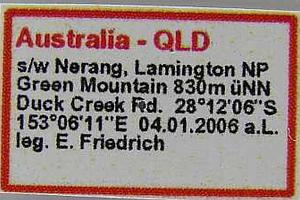 Australia - QLD
s/w Nerang, Lamington NP
Green Mountain 830m üNN
Duck Creek Rd. 28°12'06"S
153°06'11"E 04.01.2006 a.L.
leg. E. Friedrich